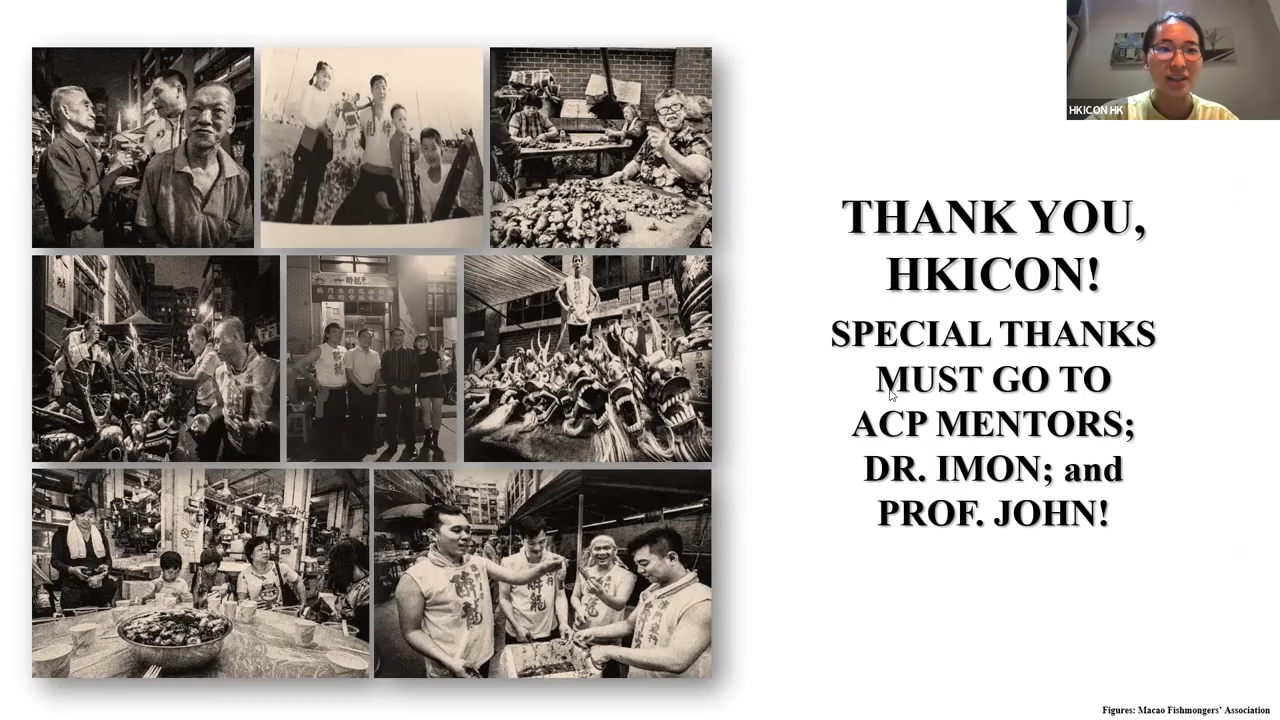 HKICON HK
THANK YOU,
HKICON!
SPECIAL THANKS
MUST GO TO
ACP MENTORS;
DR. IMON; and
PROF. JOHN!
Figures: Macao Fishmongers' Association